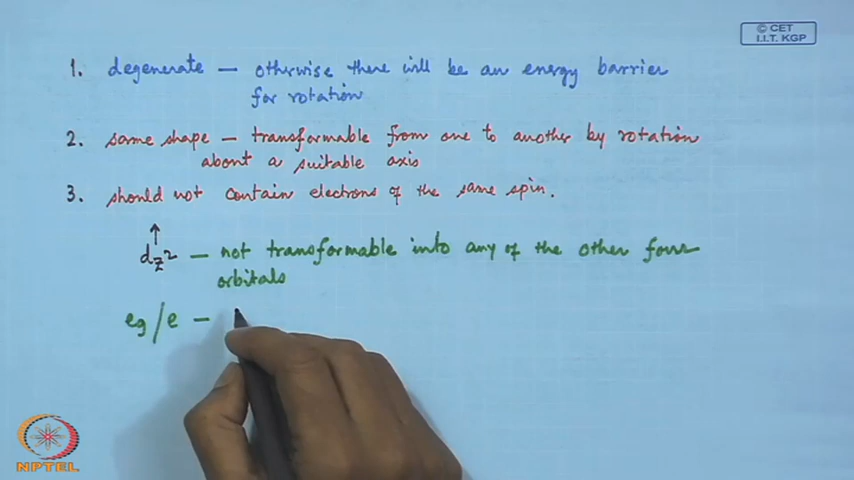 © CET
I.I.T. KGP
1. degenerate – otherwise there will be an energy barrier
for rotation
2. same shape – transformable from one to another by rotation
about a suitable axis
3. should not contain electrons of the same spin.
↑
dz² – not transformable into any of the other four
orbitals
eg/e –
NPTEL